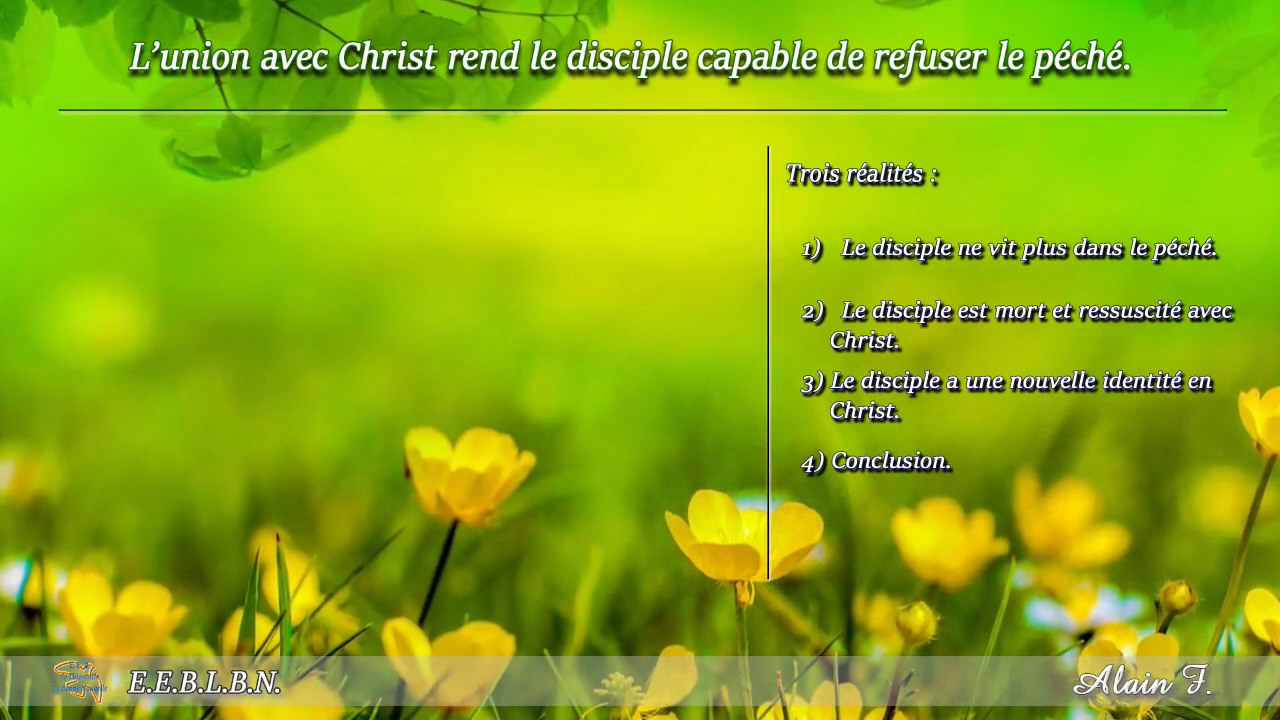 L’union avec Christ rend le disciple capable de refuser le péché.
Trois réalités :
1) Le disciple ne vit plus dans le péché.
2) Le disciple est mort et ressuscité avec
Christ.
3) Le disciple a une nouvelle identité en
Christ.
4) Conclusion.
E.E.B.L.B.N.
Alain F.